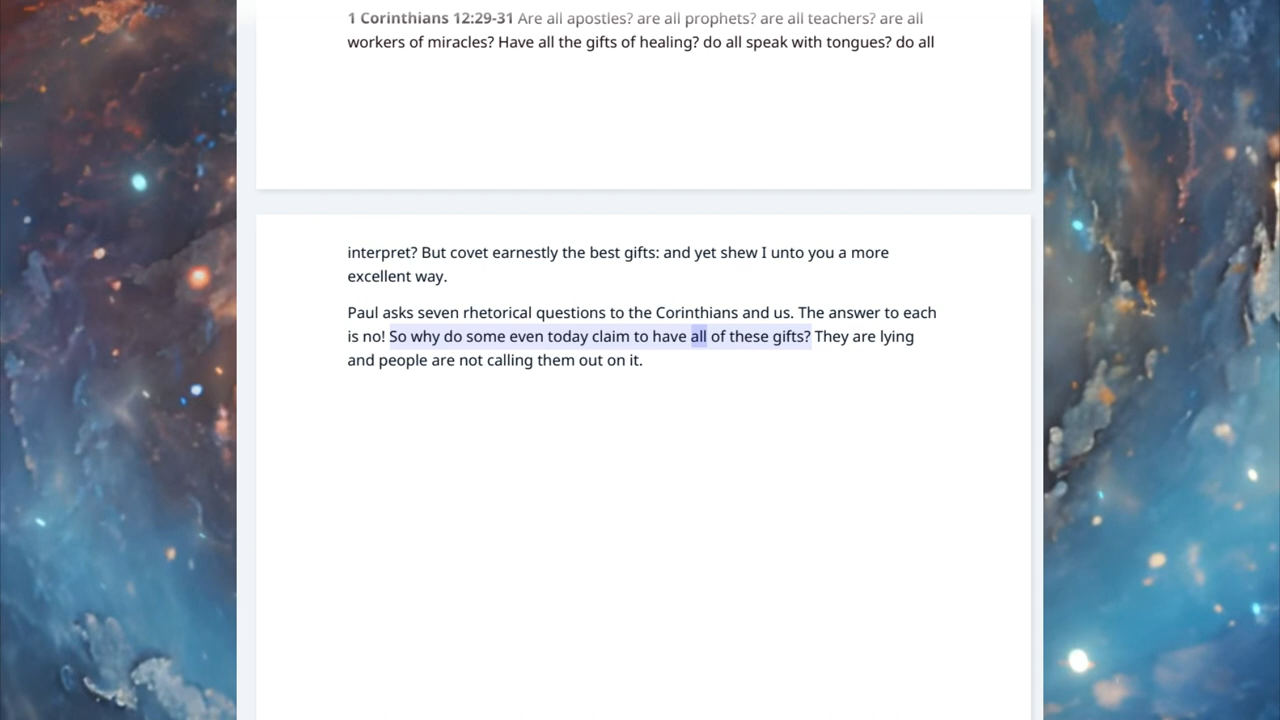 1 Corinthians 12:29-31 Are all apostles? are all prophets? are all teachers? are all
workers of miracles? Have all the gifts of healing? do all speak with tongues? do all
interpret? But covet earnestly the best gifts: and yet shew I unto you a more
excellent way.
Paul asks seven rhetorical questions to the Corinthians and us. The answer to each
is no! So why do some even today claim to have all of these gifts? They are lying
and people are not calling them out on it.